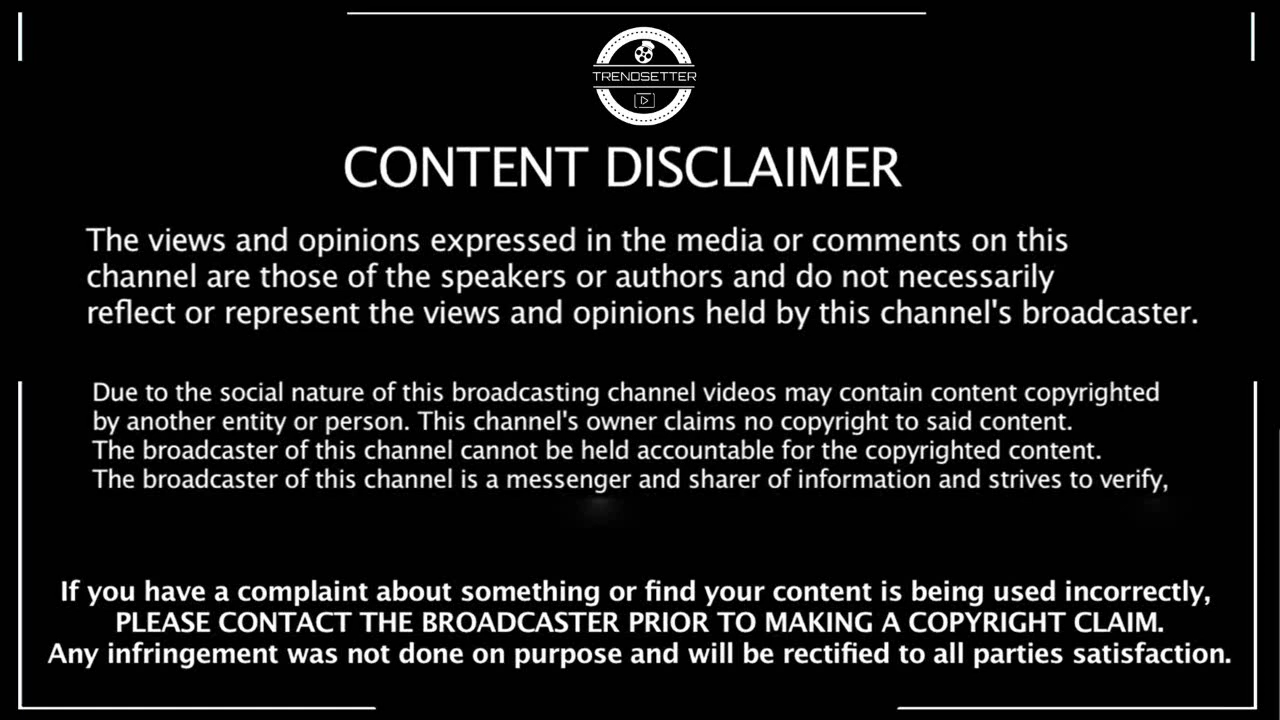 TRENDSETTER
CONTENT DISCLAIMER
The views and opinions expressed in the media or comments on this
channel are those of the speakers or authors and do not necessarily
reflect or represent the views and opinions held by this channel's broadcaster.
Due to the social nature of this broadcasting channel videos may contain content copyrighted
by another entity or person. This channel's owner claims no copyright to said content.
The broadcaster of this channel cannot be held accountable for the copyrighted content.
The broadcaster of this channel is a messenger and sharer of information and strives to verify,
If you have a complaint about something or find your content is being used incorrectly,
PLEASE CONTACT THE BROADCASTER PRIOR TO MAKING A COPYRIGHT CLAIM.
Any infringement was not done on purpose and will be rectified to all parties satisfaction.